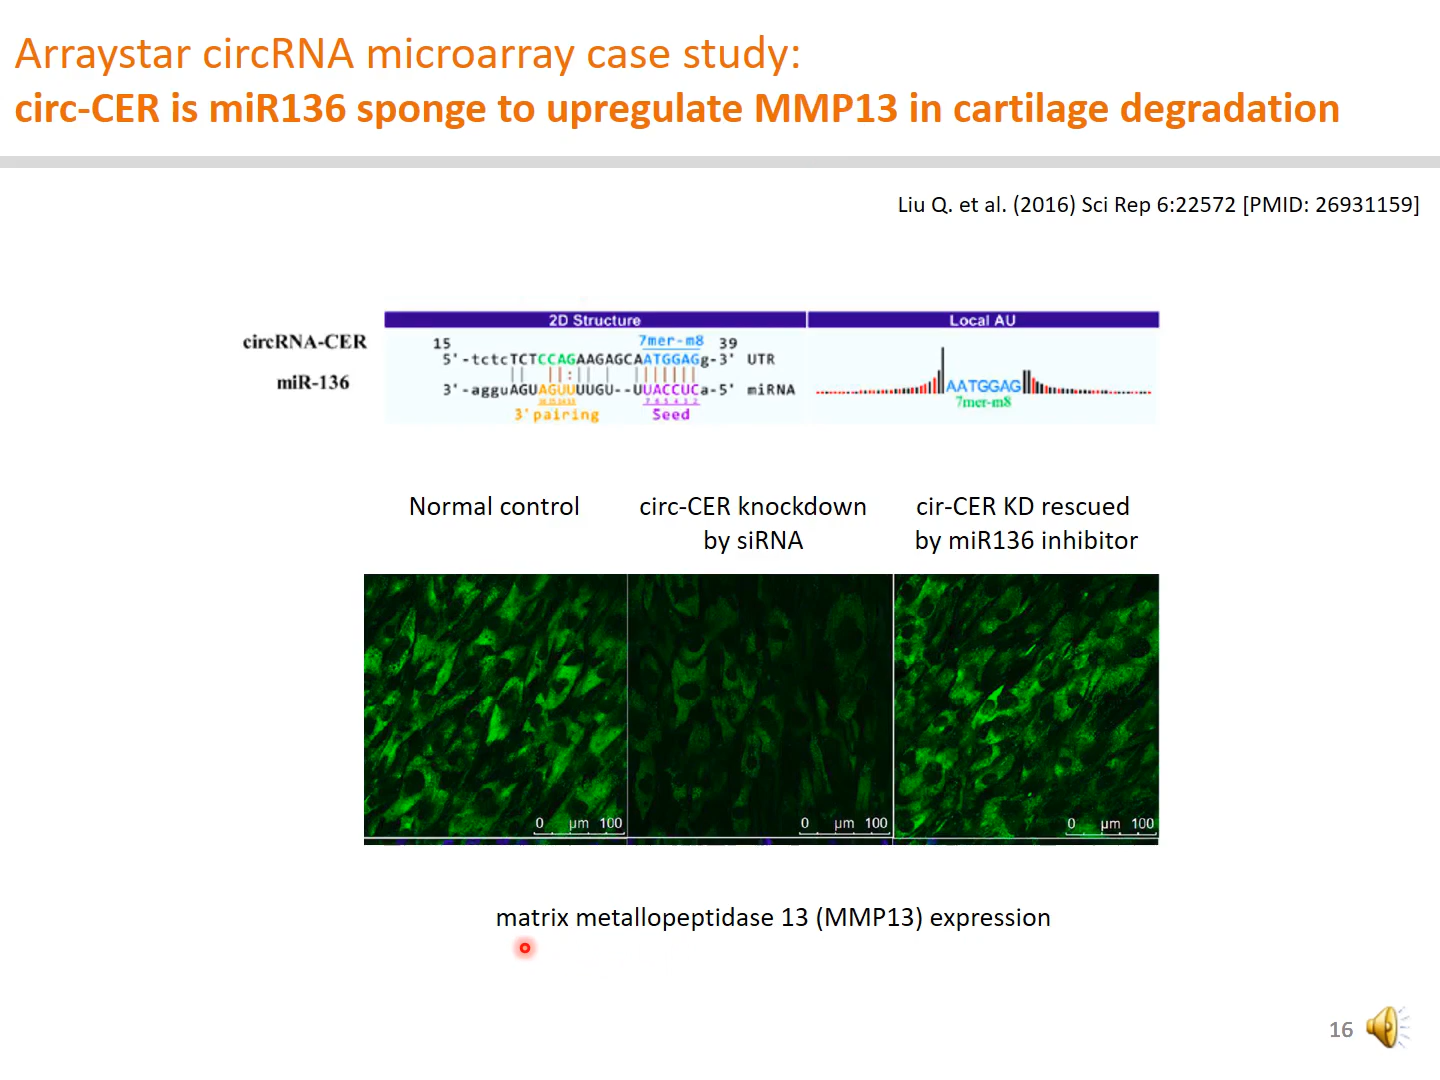 Arraystar circRNA microarray case study:
circ-CER is miR136 sponge to upregulate MMP13 in cartilage degradation
Liu Q. et al. (2016) Sci Rep 6:22572 [PMID: 26931159]
2D Structure
Local AU
circRNA-CER
miR-136
15
7mer-m8
39
5'-tctcTCTCCAGAAGAGCAATGGAGg-3' UTR
3'-agguAGUAGUUUUGU--UUACCUCa-5' miRNA
3'pairing
Seed
AATGGAG
7mer-m8
Normal control
circ-CER knockdown
by siRNA
cir-CER KD rescued
by miR136 inhibitor
0 µm 100
0 µm 100
0 µm 100
matrix metallopeptidase 13 (MMP13) expression
16